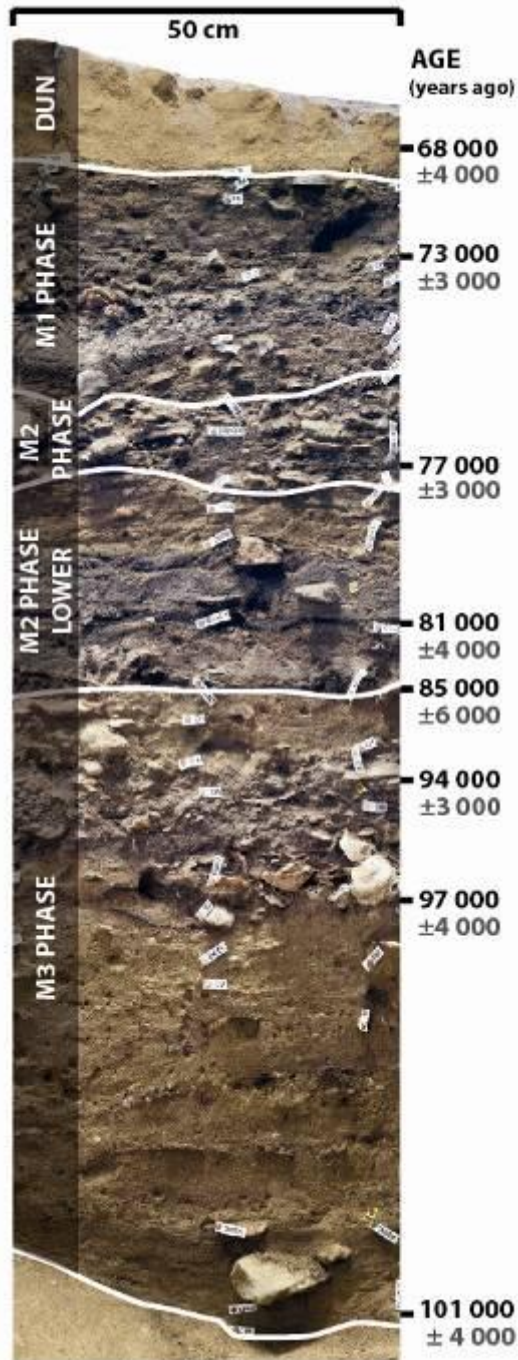 50 cm
AGE
(years ago)
DUN
68 000
±4 000
M1 PHASE
73 000
±3 000
M2
PHASE
77 000
±3 000
M2 PHASE
LOWER
81 000
±4 000
85 000
±6 000
94 000
±3 000
M3 PHASE
97 000
±4 000
101 000
± 4 000